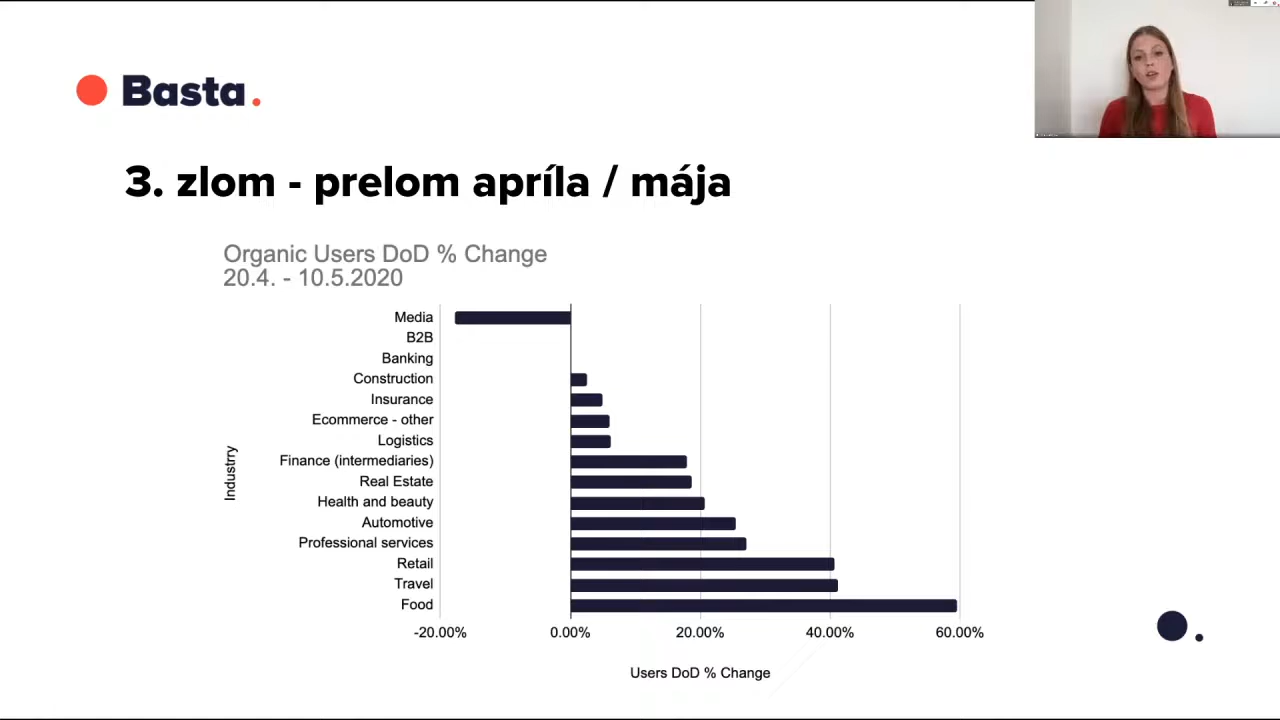 Basta.
3. zlom - prelom apríla / mája
Organic Users DoD % Change
20.4. - 10.5.2020
Industrry
Media
B2B
Banking
Construction
Insurance
Ecommerce - other
Logistics
Finance (intermediaries)
Real Estate
Health and beauty
Automotive
Professional services
Retail
Travel
Food
-20.00% 0.00% 20.00% 40.00% 60.00%
Users DoD % Change